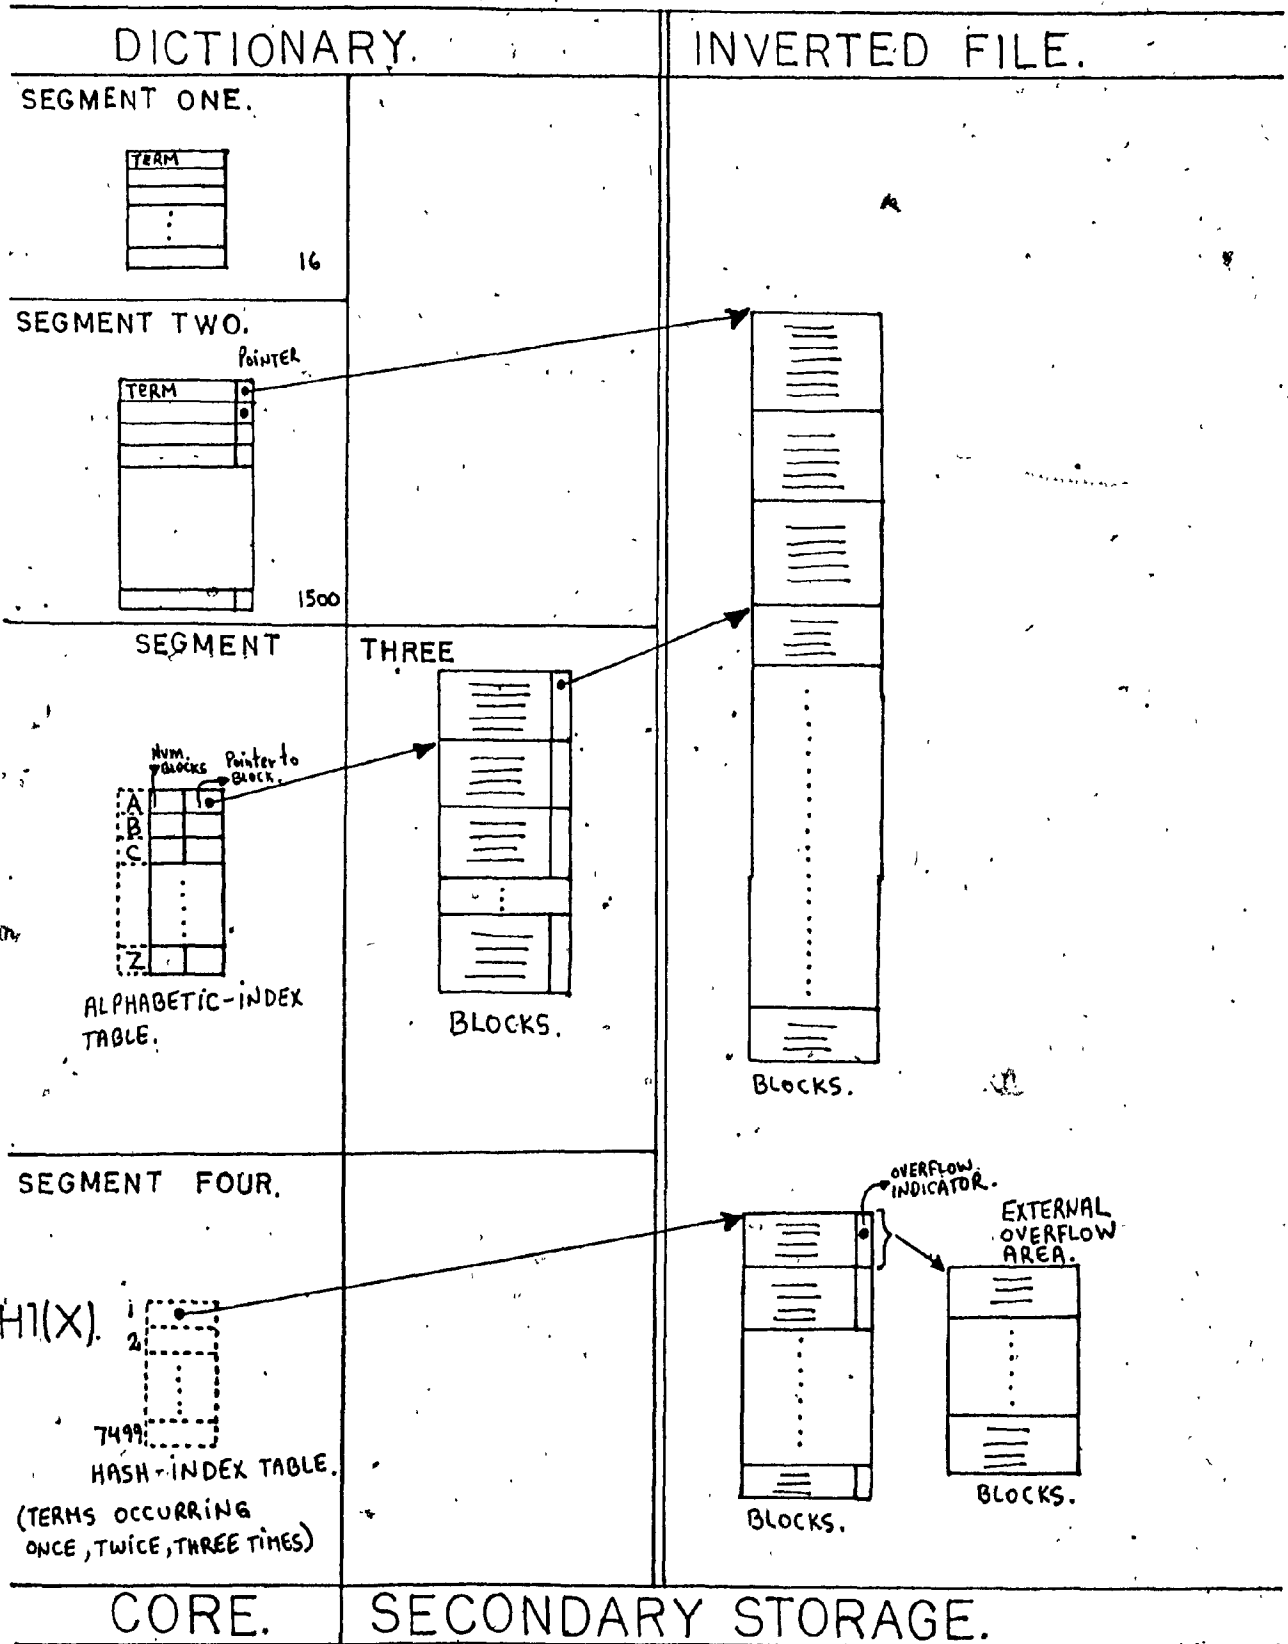 DICTIONARY.
INVERTED FILE.
SEGMENT ONE.
TERM
16
SEGMENT TWO.
POINTER
TERM
1500
SEGMENT THREE
NUM.
BLOCKS
Pointer to
BLOCK.
A
B
C
Z
ALPHABETIC-INDEX
TABLE.
BLOCKS.
BLOCKS.
SEGMENT FOUR.
OVERFLOW
INDICATOR.
EXTERNAL
OVERFLOW
AREA.
H1(X).
1
2
7499
HASH-INDEX TABLE.
(TERMS OCCURRING
ONCE, TWICE, THREE TIMES)
BLOCKS.
BLOCKS.
CORE.
SECONDARY STORAGE.